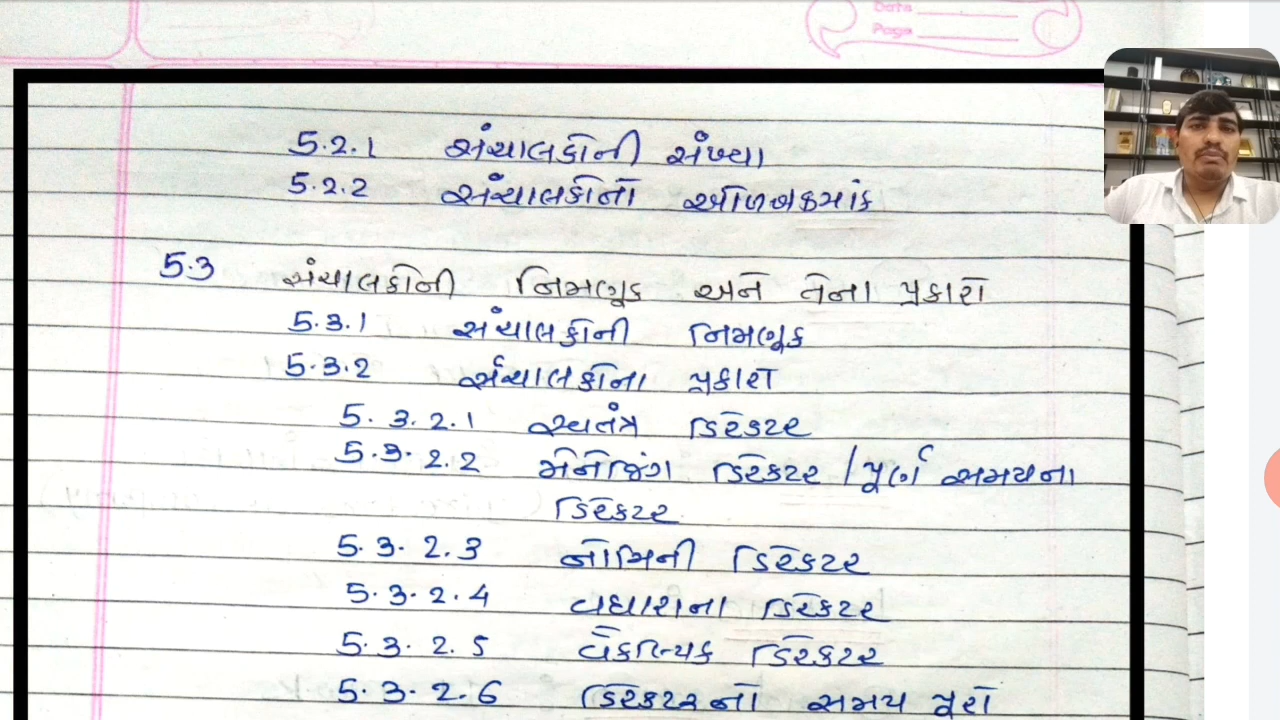 Date
Page
5.2.1 સંચાલકોની સંખ્યા
5.2.2 સંચાલકોનો ઓળખક્રમાંક
5.3 સંચાલકોની નિમણૂક અને તેના પ્રકારો
5.3.1 સંચાલકોની નિમણૂક
5.3.2 સંચાલકોના પ્રકારો
5.3.2.1 સ્વતંત્ર ડિરેક્ટર
5.3.2.2 મેનેજિંગ ડિરેક્ટર / પૂર્ણ સમયના
ડિરેક્ટર
5.3.2.3 નોમિની ડિરેક્ટર
5.3.2.4 વધારાના ડિરેક્ટર
5.3.2.5 વૈકલ્પિક ડિરેક્ટર
5.3.2.6 ડિરેક્ટરનો સમય પૂરો